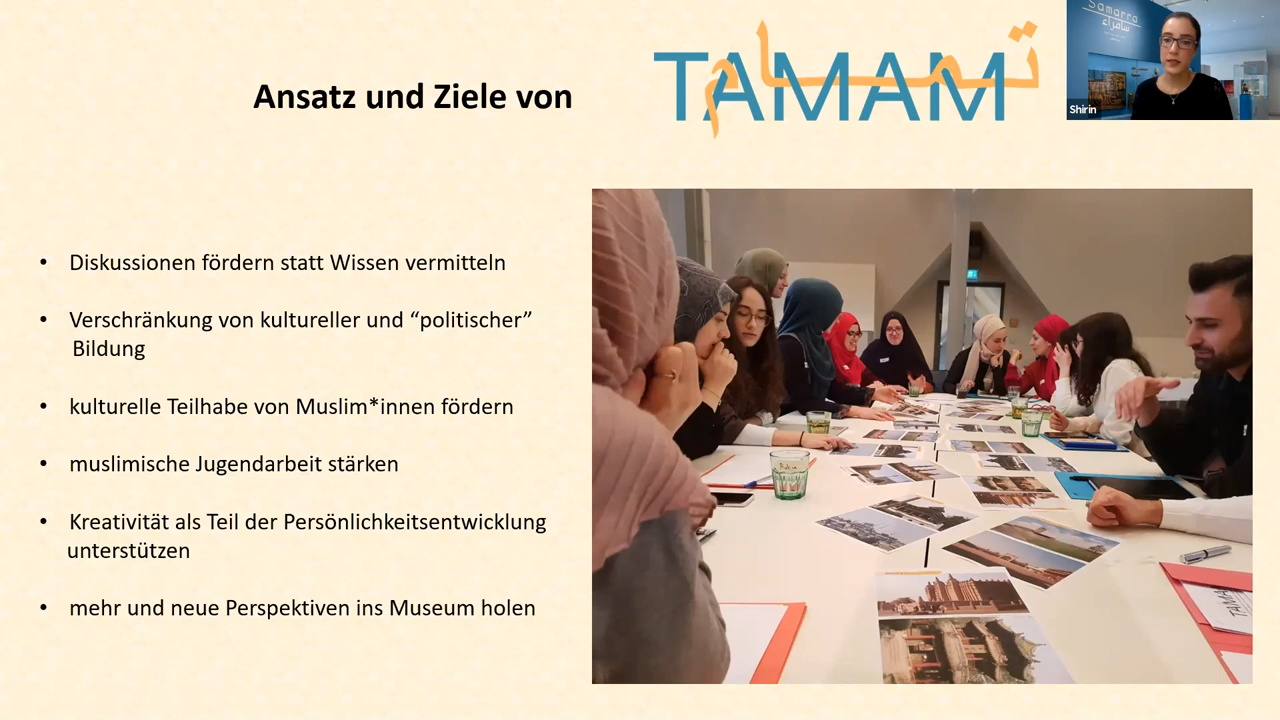 Ansatz und Ziele von
TAMAM
تمام
Samarra
سامراء
Shirin
• Diskussionen fördern statt Wissen vermitteln
• Verschränkung von kultureller und “politischer”
Bildung
• kulturelle Teilhabe von Muslim*innen fördern
• muslimische Jugendarbeit stärken
• Kreativität als Teil der Persönlichkeitsentwicklung
unterstützen
• mehr und neue Perspektiven ins Museum holen
TAMAM